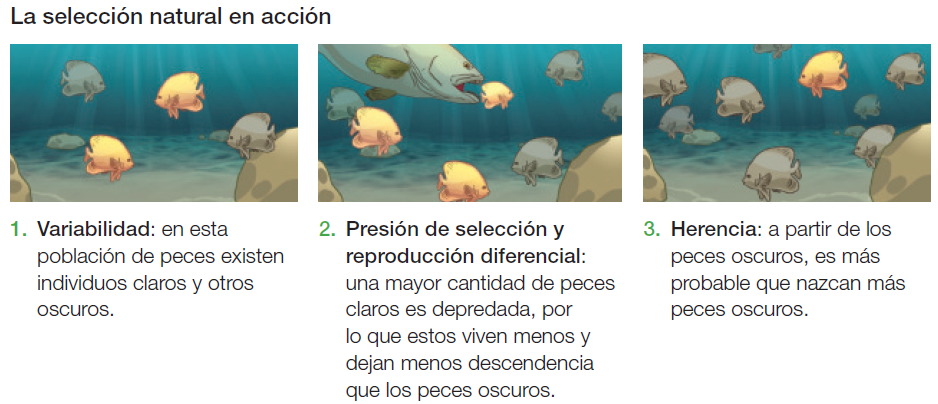 La selección natural en acción
1. Variabilidad: en esta
población de peces existen
individuos claros y otros
oscuros.
2. Presión de selección y
reproducción diferencial:
una mayor cantidad de peces
claros es depredada, por
lo que estos viven menos y
dejan menos descendencia
que los peces oscuros.
3. Herencia: a partir de los
peces oscuros, es más
probable que nazcan más
peces oscuros.